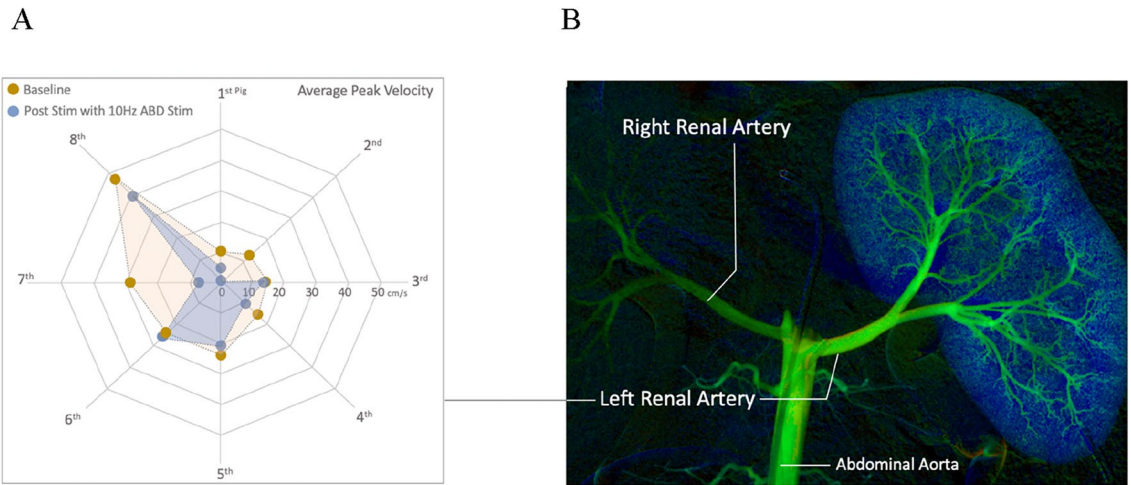 A
B
Baseline
Post Stim with 10Hz ABD Stim
Average Peak Velocity
1st Pig
2nd
3rd
4th
5th
6th
7th
8th
0 10 20 30 40 50 cm/s
Right Renal Artery
Left Renal Artery
Abdominal Aorta